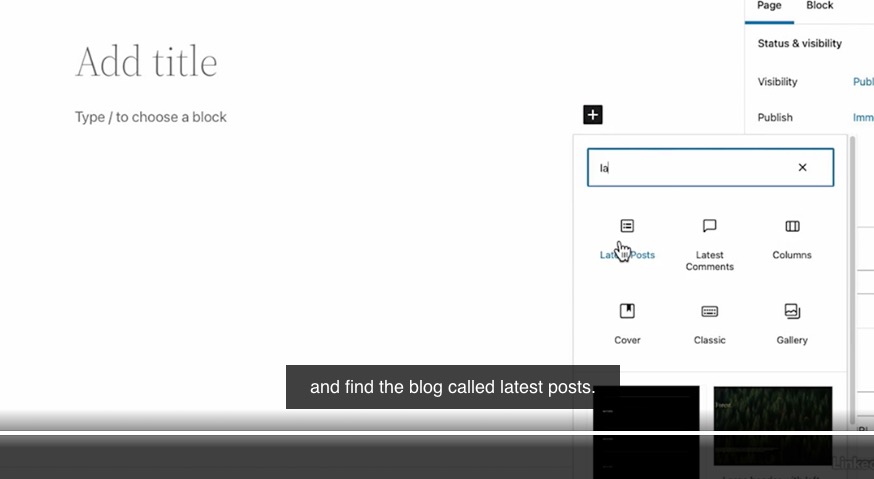 Page Block
Add title
Status & visibility
Type / to choose a block
Visibility Publ
Publish Imm
la
Latest Posts
Latest Comments
Columns
Cover
Classic
Gallery
and find the blog called latest posts.
Linked